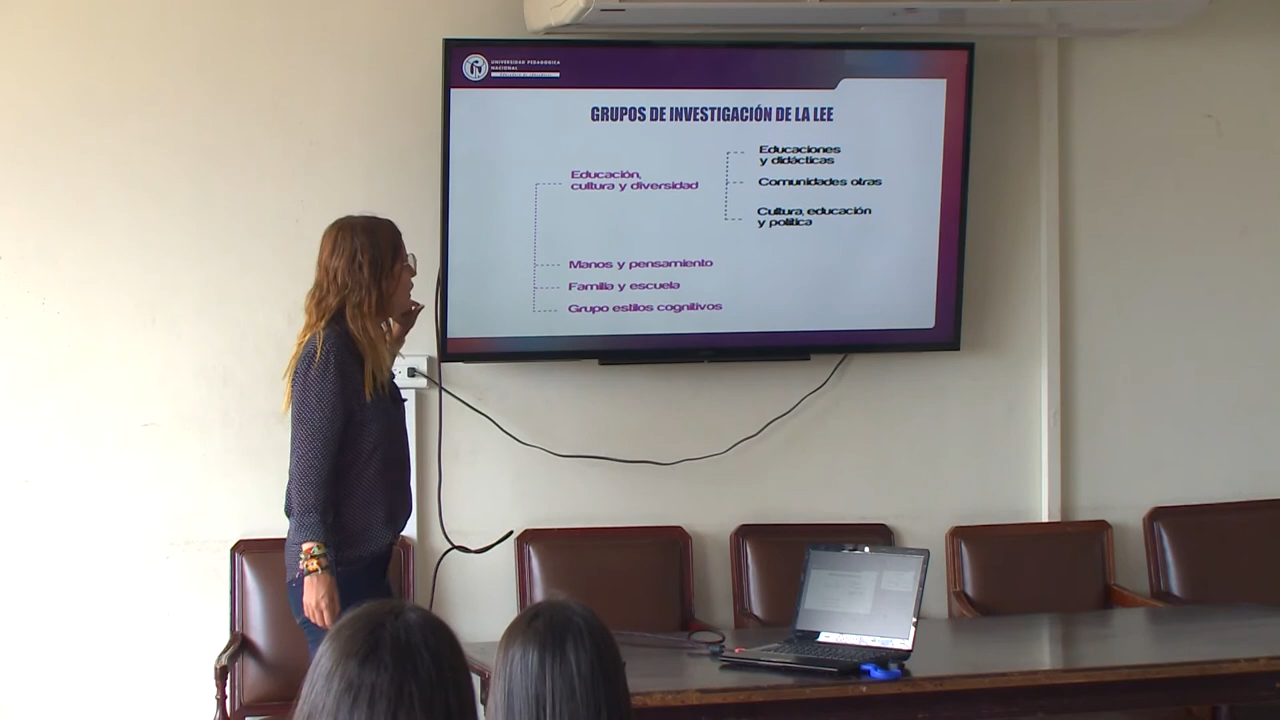 UNIVERSIDAD PEDAGOGICA
NACIONAL
GRUPOS DE INVESTIGACIÓN DE LA LEE
Educación,
cultura y diversidad
Educaciones
y didácticas
Comunidades otras
Cultura, educación
y política
Manos y pensamiento
Familia y escuela
Grupo estilos cognitivos